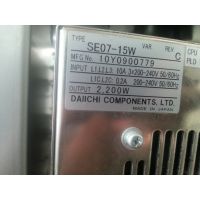 TYPE SE07-15W VAR REV. C
MFG No. 10Y0900779
INPUT L1,L2,L3: 10A 3×200-240V 50/60Hz
L1C,L2C: 0.2A 200-240V 50/60Hz
OUTPUT 2,200W
DAIICHI COMPONENTS, LTD.
MADE IN JAPAN
CPU
PLD